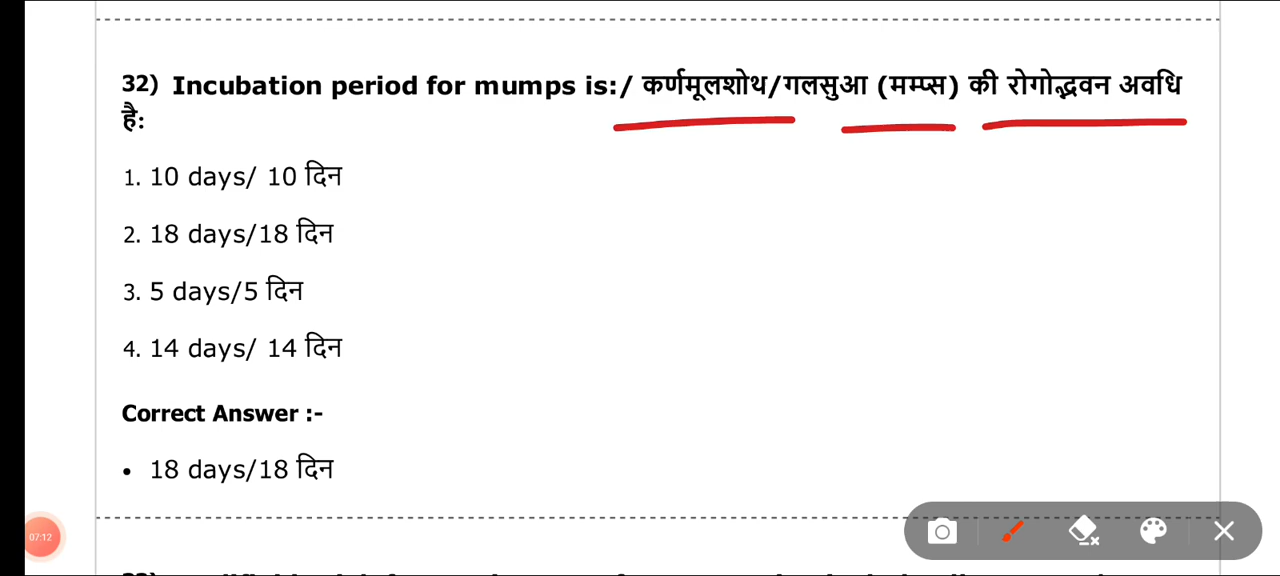 32) Incubation period for mumps is:/ कर्णमूलशोथ/गलसुआ (मम्प्स) की रोगोद्भवन अवधि
है:
1. 10 days/ 10 दिन
2. 18 days/18 दिन
3. 5 days/5 दिन
4. 14 days/ 14 दिन
Correct Answer :-
• 18 days/18 दिन
07:12